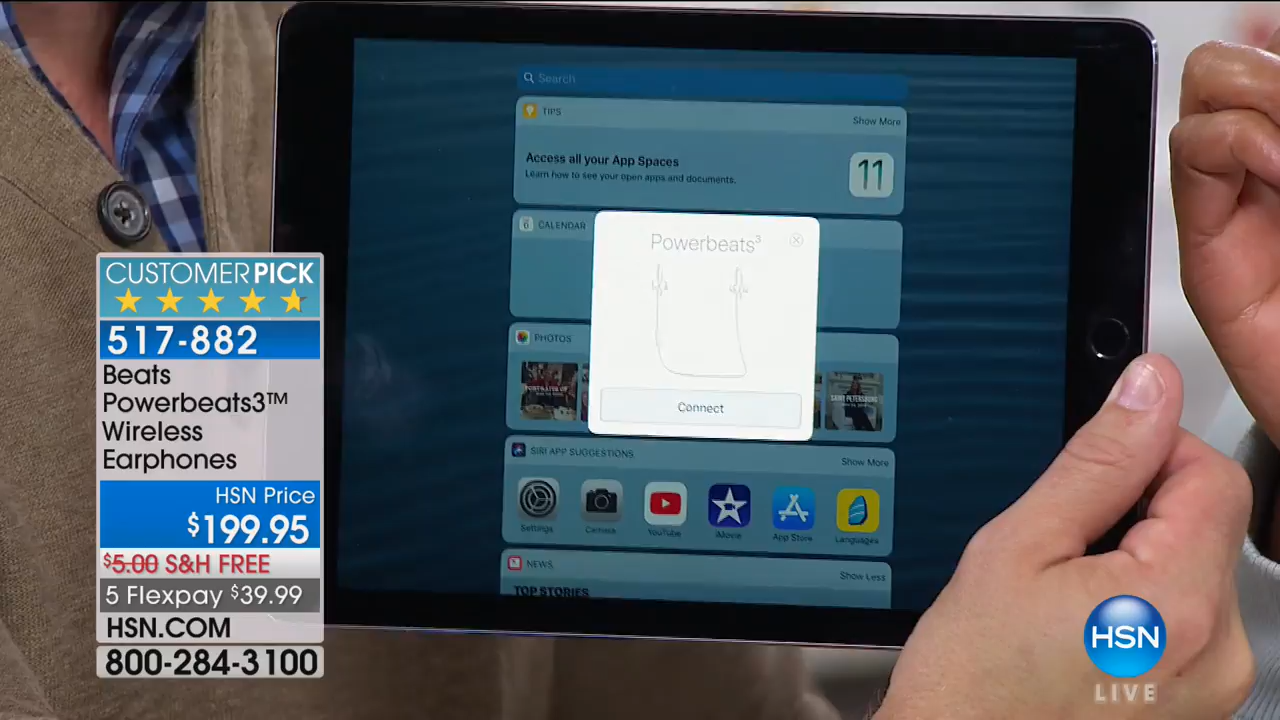 CUSTOMER PICK
517-882
Beats
Powerbeats3™
Wireless
Earphones
HSN Price
$199.95
$5.00 S&H FREE
5 Flexpay $39.99
HSN.COM
800-284-3100
Search
TIPS
Show More
Access all your App Spaces
Learn how to see your open apps and documents.
11
6
CALENDAR
Powerbeats³
PHOTOS
Connect
SIRI APP SUGGESTIONS
Show More
Settings
Camera
YouTube
iMovie
App Store
Languages
NEWS
Show Less
TOP STORIES
HSN
LIVE